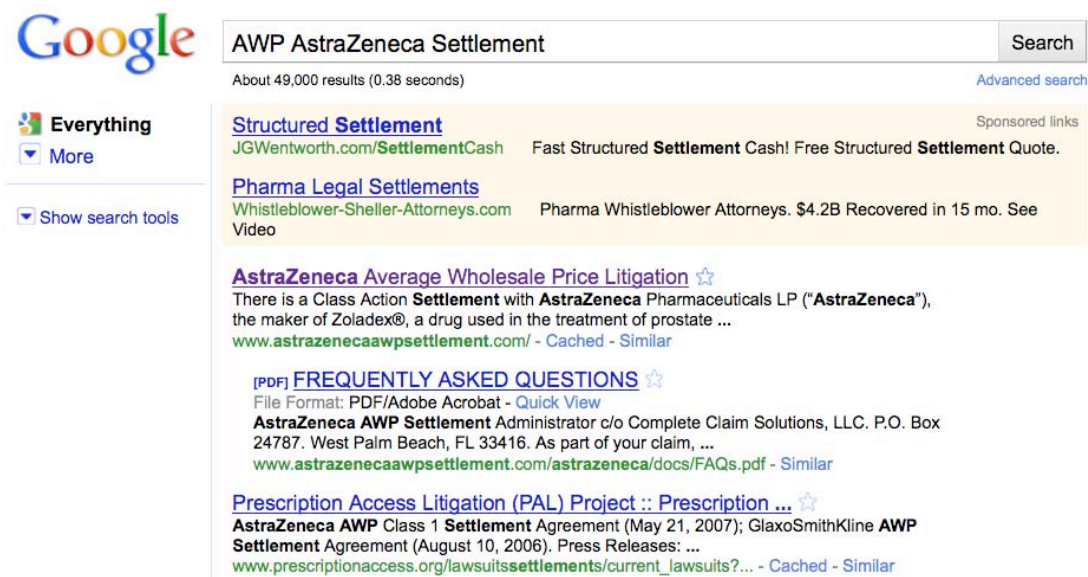 Google
AWP AstraZeneca Settlement
Search
About 49,000 results (0.38 seconds)
Advanced search
Everything
More
Show search tools
Structured Settlement
Sponsored links
JGWentworth.com/SettlementCash Fast Structured Settlement Cash! Free Structured Settlement Quote.
Pharma Legal Settlements
Whistleblower-Sheller-Attorneys.com Pharma Whistleblower Attorneys. $4.2B Recovered in 15 mo. See
Video
AstraZeneca Average Wholesale Price Litigation
There is a Class Action Settlement with AstraZeneca Pharmaceuticals LP (“AstraZeneca”),
the maker of Zoladex®, a drug used in the treatment of prostate ...
www.astrazenecaawpsettlement.com/ - Cached - Similar
[PDF] FREQUENTLY ASKED QUESTIONS
File Format: PDF/Adobe Acrobat - Quick View
AstraZeneca AWP Settlement Administrator c/o Complete Claim Solutions, LLC. P.O. Box
24787. West Palm Beach, FL 33416. As part of your claim, ...
www.astrazenecaawpsettlement.com/astrazeneca/docs/FAQs.pdf - Similar
Prescription Access Litigation (PAL) Project :: Prescription ...
AstraZeneca AWP Class 1 Settlement Agreement (May 21, 2007); GlaxoSmithKline AWP
Settlement Agreement (August 10, 2006). Press Releases: ...
www.prescriptionaccess.org/lawsuitssettlements/current_lawsuits?... - Cached - Similar